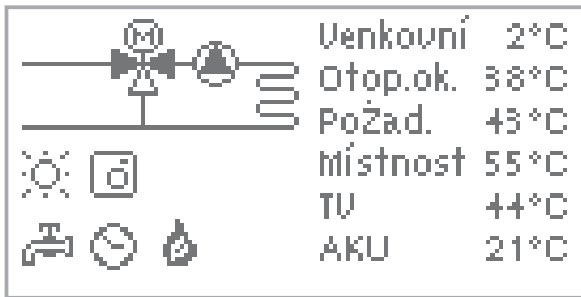 M
Venkovní 2°C
Otop.ok. 38°C
Požad. 43°C
Místnost 55°C
TV 44°C
AKU 21°C